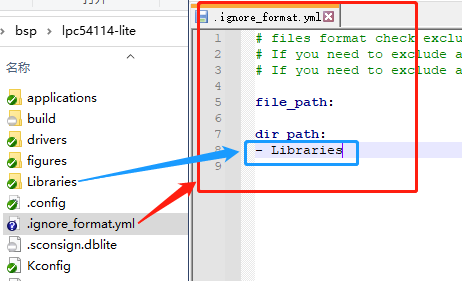 bsp
lpc54114-lite
名称
applications
build
drivers
figures
Libraries
.config
.ignore_format.yml
.sconsign.dblite
Kconfig
.ignore_format.yml
1 # files format check exclu
2 # If you need to exclude a
3 # If you need to exclude a
4
5 file_path:
6
7 dir_path:
8 - Libraries
9